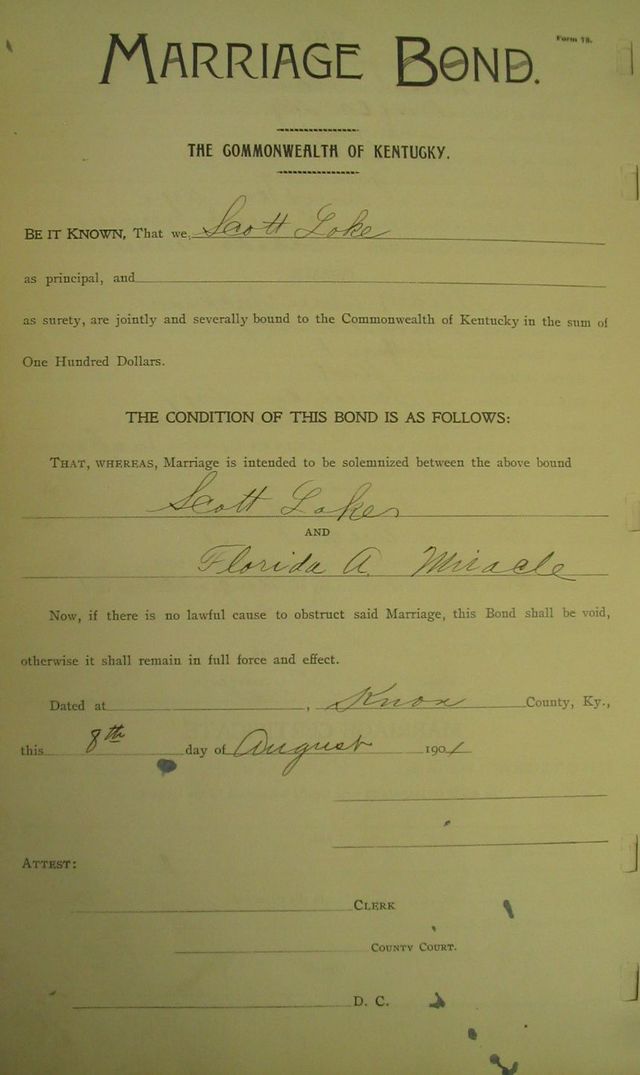 Form 78.
MARRIAGE BOND.
THE COMMONWEALTH OF KENTUCKY.
BE IT KNOWN, That we, Scott Loke
as principal, and
as surety, are jointly and severally bound to the Commonwealth of Kentucky in the sum of
One Hundred Dollars.
THE CONDITION OF THIS BOND IS AS FOLLOWS:
THAT, WHEREAS, Marriage is intended to be solemnized between the above bound
Scott Lokes
AND
Florida A. Miracle
Now, if there is no lawful cause to obstruct said Marriage, this Bond shall be void,
otherwise it shall remain in full force and effect.
Dated at , Knox County, Ky.,
this 8th day of August 1901
ATTEST:
CLERK
COUNTY COURT.
D. C.